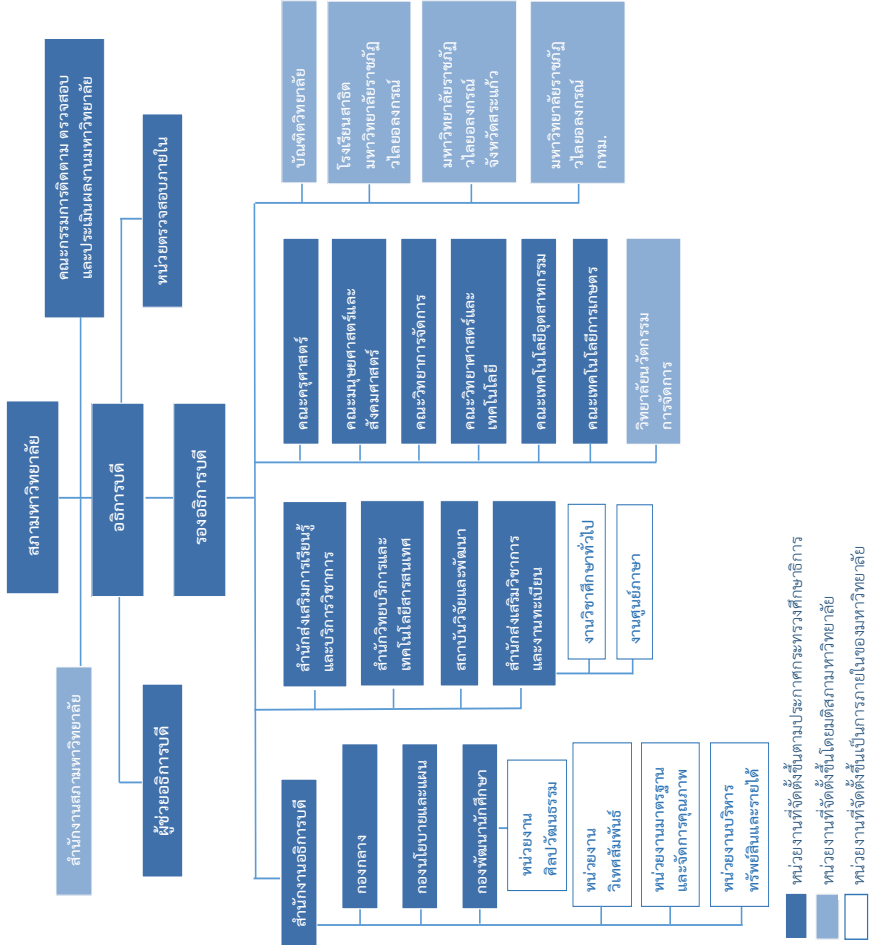 สภามหาวิทยาลัย
สำนักงานสภามหาวิทยาลัย
คณะกรรมการติดตาม ตรวจสอบ
และประเมินผลงานมหาวิทยาลัย
อธิการบดี
ผู้ช่วยอธิการบดี
หน่วยตรวจสอบภายใน
รองอธิการบดี
สำนักงานอธิการบดี
กองกลาง
กองนโยบายและแผน
กองพัฒนานักศึกษา
หน่วยงาน
ศิลปวัฒนธรรม
หน่วยงาน
วิเทศสัมพันธ์
หน่วยงานมาตรฐาน
และจัดการคุณภาพ
หน่วยงานบริหาร
ทรัพย์สินและรายได้
สำนักส่งเสริมการเรียนรู้
และบริการวิชาการ
สำนักวิทยบริการและ
เทคโนโลยีสารสนเทศ
สถาบันวิจัยและพัฒนา
สำนักส่งเสริมวิชาการ
และงานทะเบียน
งานวิชาศึกษาทั่วไป
งานศูนย์ภาษา
คณะครุศาสตร์
คณะมนุษยศาสตร์และ
สังคมศาสตร์
คณะวิทยาการจัดการ
คณะวิทยาศาสตร์และ
เทคโนโลยี
คณะเทคโนโลยีอุตสาหกรรม
คณะเทคโนโลยีการเกษตร
วิทยาลัยนวัตกรรม
การจัดการ
บัณฑิตวิทยาลัย
โรงเรียนสาธิต
มหาวิทยาลัยราชภัฏ
วไลยอลงกรณ์
มหาวิทยาลัยราชภัฏ
วไลยอลงกรณ์
จังหวัดสระแก้ว
มหาวิทยาลัยราชภัฏ
วไลยอลงกรณ์
กทม.
หน่วยงานที่จัดตั้งขึ้นตามประกาศกระทรวงศึกษาธิการ
หน่วยงานที่จัดตั้งขึ้นโดยมติสภามหาวิทยาลัย
หน่วยงานที่จัดตั้งขึ้นเป็นการภายในของมหาวิทยาลัย